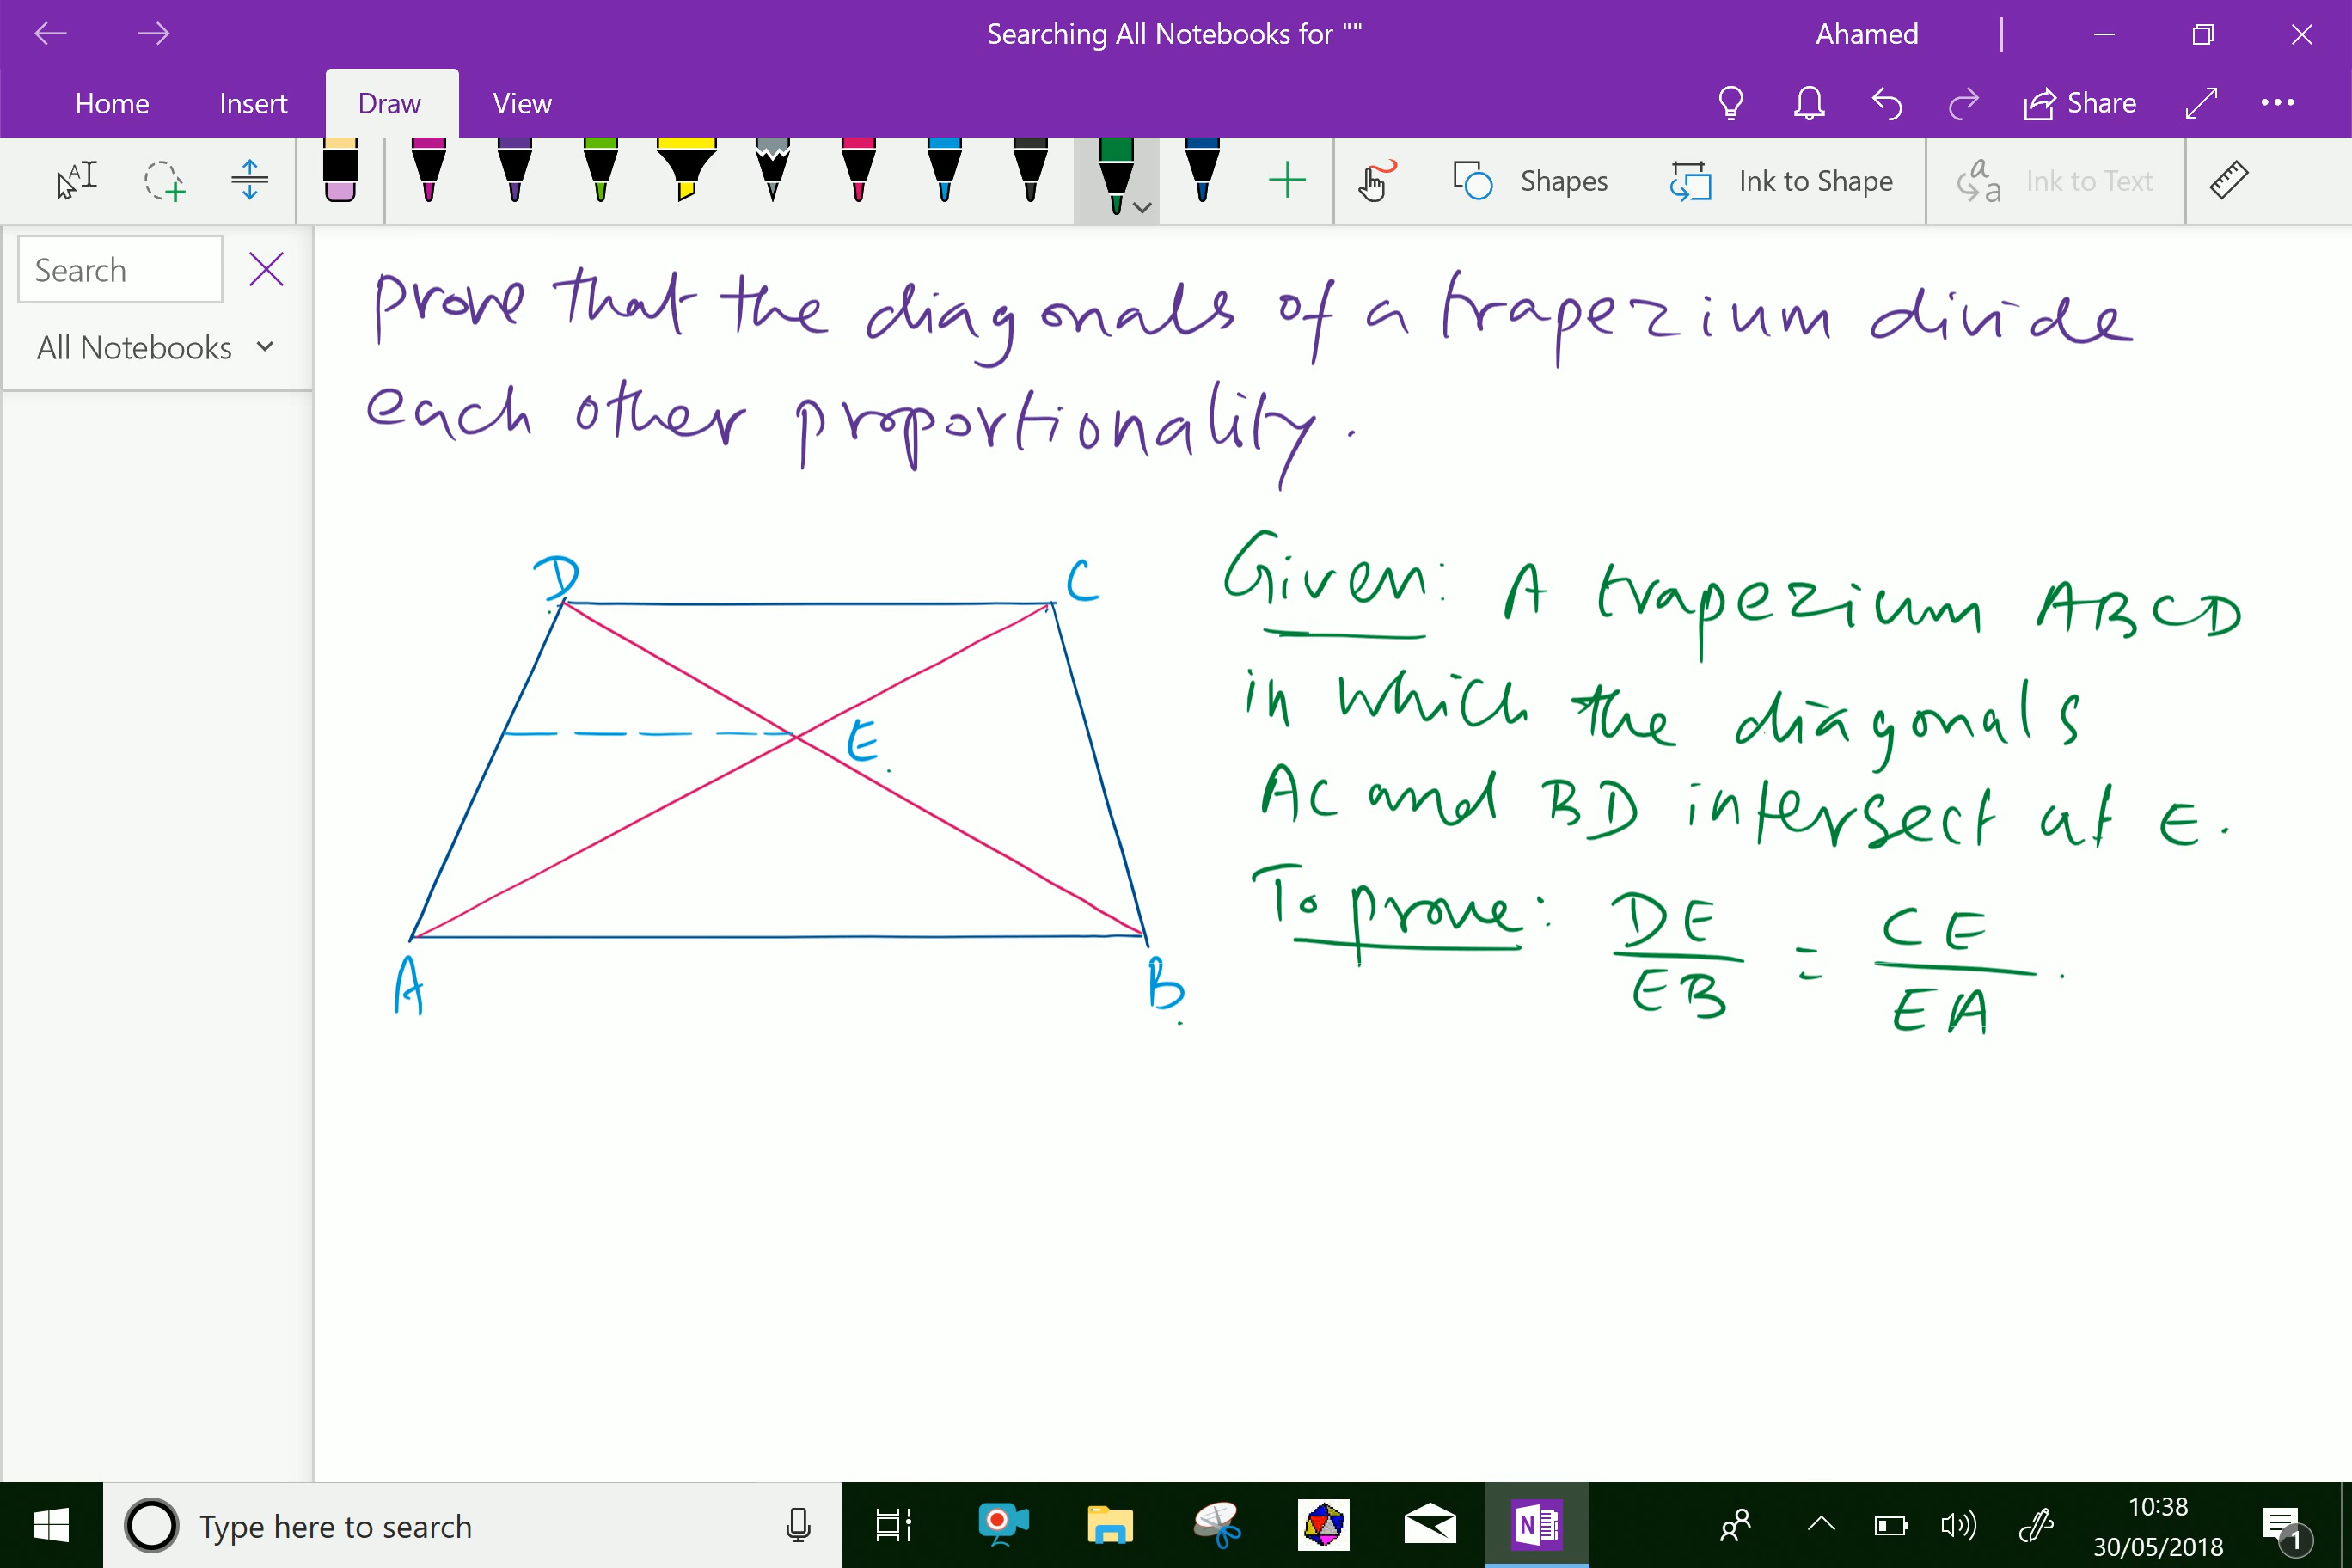 Searching All Notebooks for ""
Ahamed
Home Insert Draw View
Share
Shapes
Ink to Shape
Ink to Text
Search
All Notebooks
prove that the diagonals of a trapezium divide
each other proportionality.
D C
E.
A B.
Given: A trapezium ABCD
in which the diagonals
AC and BD intersect at E.
To prove: DE/EB = CE/EA.
Type here to search
10:38
30/05/2018
1